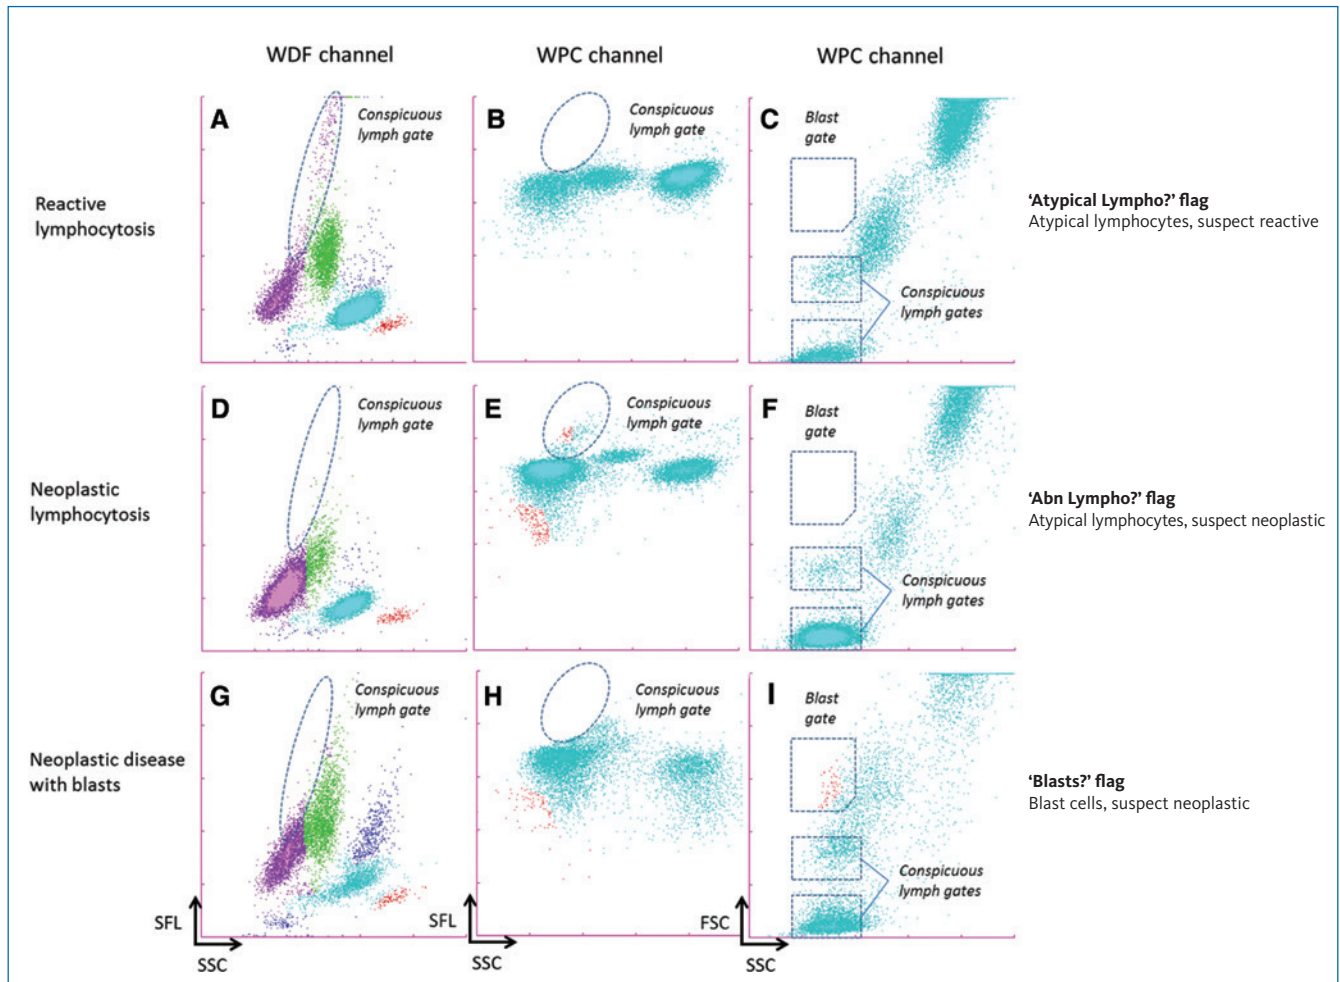 WDF channel
WPC channel
WPC channel
Reactive
lymphocytosis
A
Conspicuous
lymph gate
B
Conspicuous
lymph gate
C
Blast
gate
Conspicuous
lymph gates
‘Atypical Lympho?’ flag
Atypical lymphocytes, suspect reactive
Neoplastic
lymphocytosis
D
Conspicuous
lymph gate
E
Conspicuous
lymph gate
F
Blast
gate
Conspicuous
lymph gates
‘Abn Lympho?’ flag
Atypical lymphocytes, suspect neoplastic
Neoplastic disease
with blasts
G
Conspicuous
lymph gate
H
Conspicuous
lymph gate
I
Blast
gate
Conspicuous
lymph gates
‘Blasts?’ flag
Blast cells, suspect neoplastic
SFL
SSC
SFL
SSC
FSC
SSC